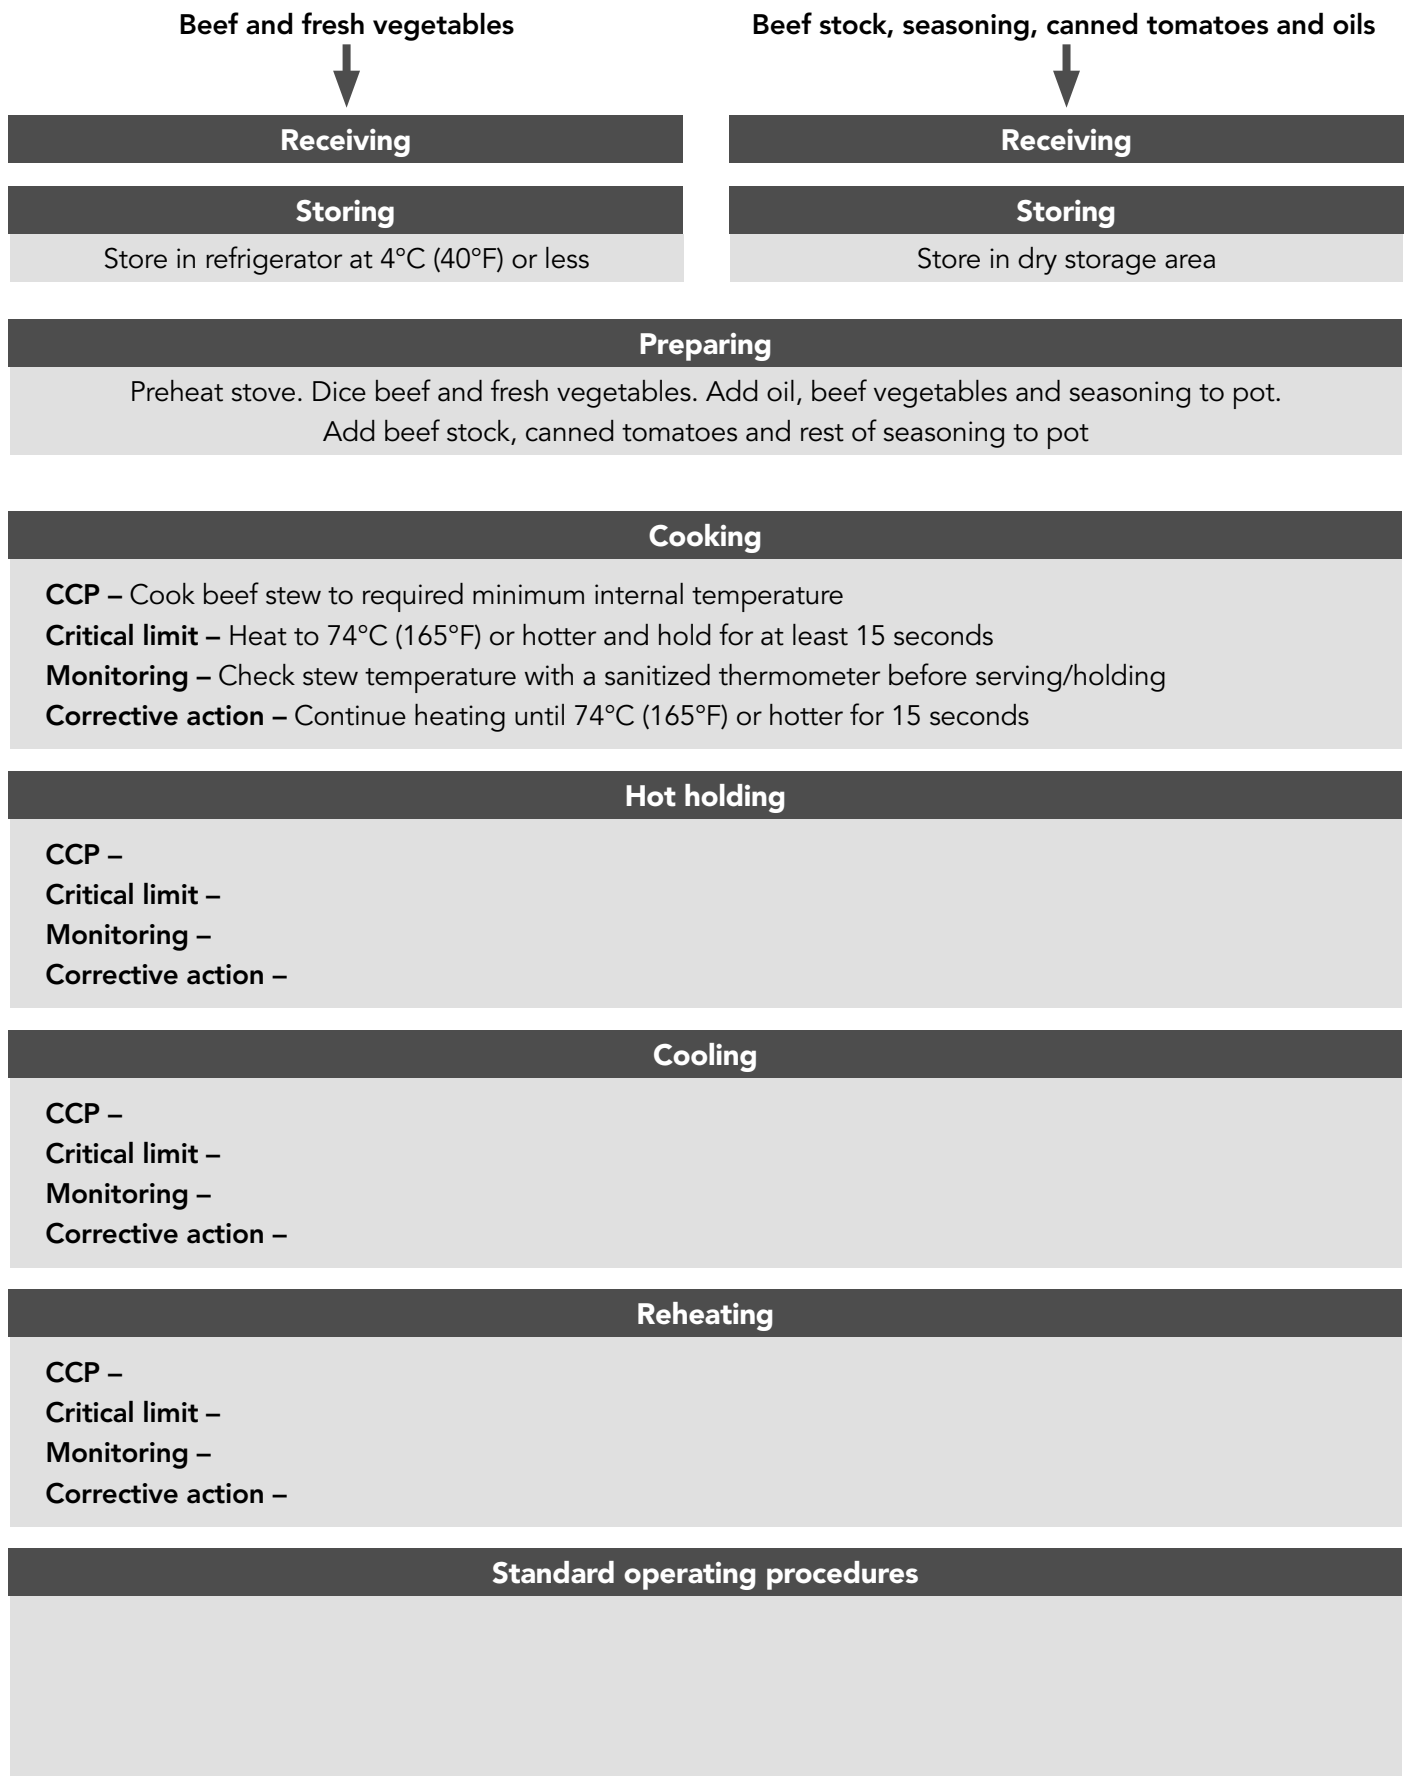 Beef and fresh vegetables
Beef stock, seasoning, canned tomatoes and oils
Receiving
Receiving
Storing
Storing
Store in refrigerator at 4ºC (40ºF) or less
Store in dry storage area
Preparing
Preheat stove. Dice beef and fresh vegetables. Add oil, beef vegetables and seasoning to pot.
Add beef stock, canned tomatoes and rest of seasoning to pot
Cooking
CCP – Cook beef stew to required minimum internal temperature
Critical limit – Heat to 74ºC (165ºF) or hotter and hold for at least 15 seconds
Monitoring – Check stew temperature with a sanitized thermometer before serving/holding
Corrective action – Continue heating until 74ºC (165ºF) or hotter for 15 seconds
Hot holding
CCP –
Critical limit –
Monitoring –
Corrective action –
Cooling
CCP –
Critical limit –
Monitoring –
Corrective action –
Reheating
CCP –
Critical limit –
Monitoring –
Corrective action –
Standard operating procedures